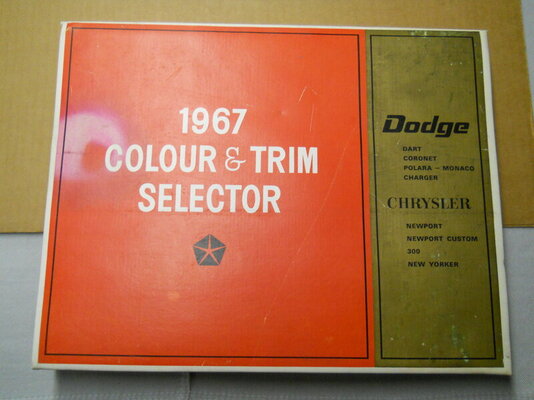 1967
COLOUR & TRIM
SELECTOR
Dodge
DART
CORONET
POLARA – MONACO
CHARGER
CHRYSLER
NEWPORT
NEWPORT CUSTOM
300
NEW YORKER